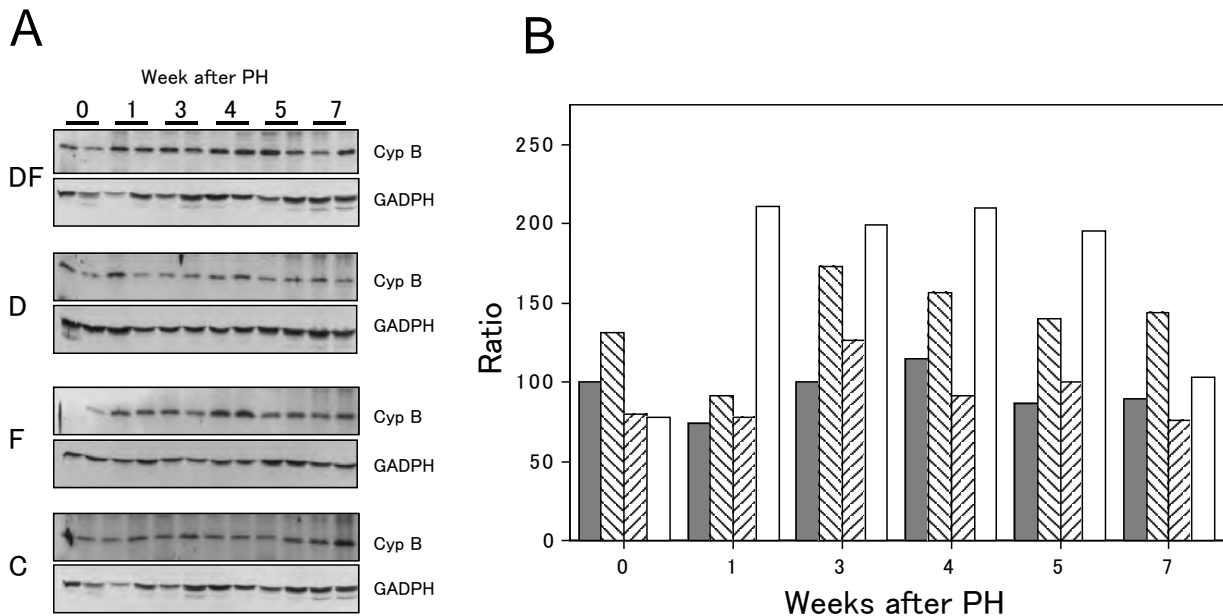 A
Week after PH
0 1 3 4 5 7
DF
Cyp B
GADPH
D
Cyp B
GADPH
F
Cyp B
GADPH
C
Cyp B
GADPH
B
Ratio
250
200
150
100
50
0
0 1 3 4 5 7
Weeks after PH